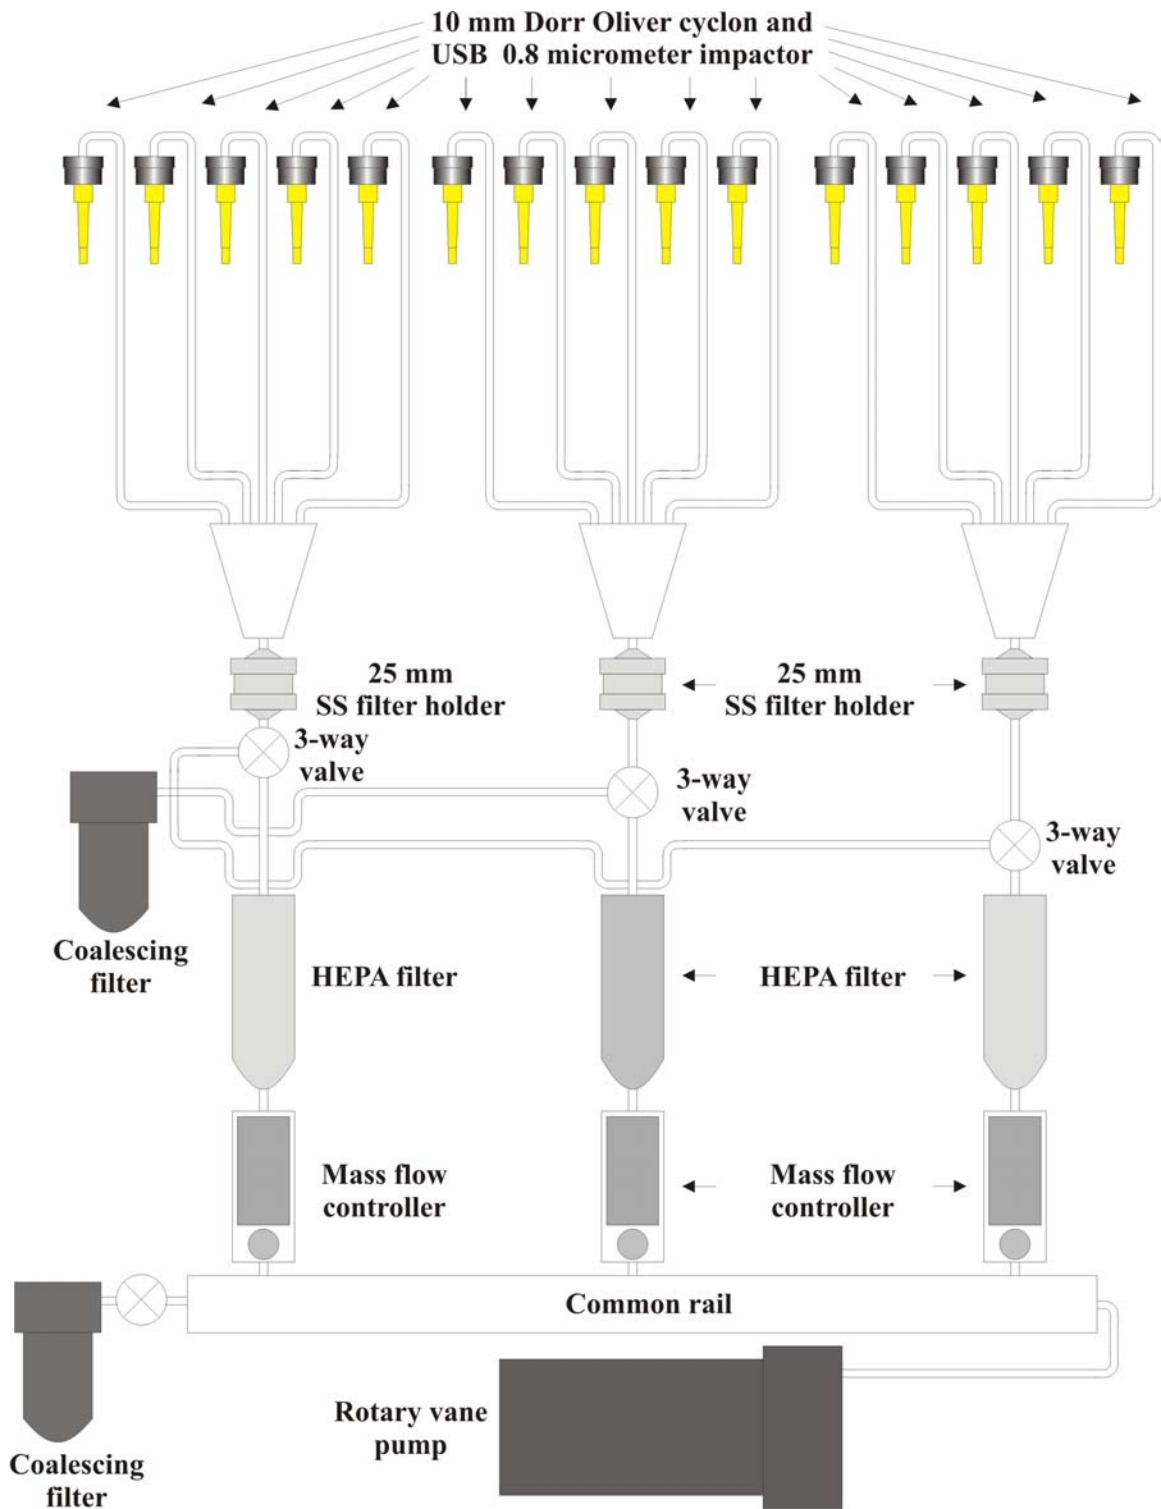 10 mm Dorr Oliver cyclon and
USB 0.8 micrometer impactor
25 mm
SS filter holder
25 mm
SS filter holder
3-way
valve
3-way
valve
3-way
valve
Coalescing
filter
HEPA filter
HEPA filter
Mass flow
controller
Mass flow
controller
Common rail
Rotary vane
pump
Coalescing
filter